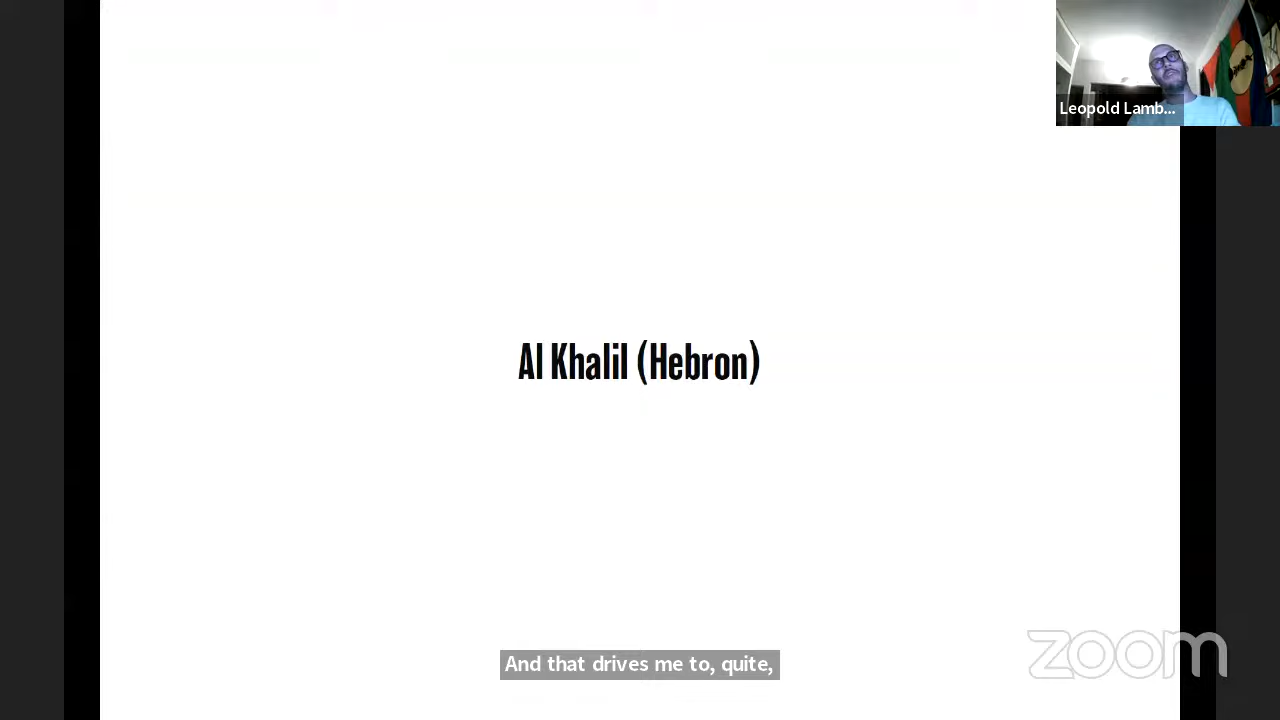 Leopold Lamb...
Al Khalil (Hebron)
And that drives me to, quite,
zoom